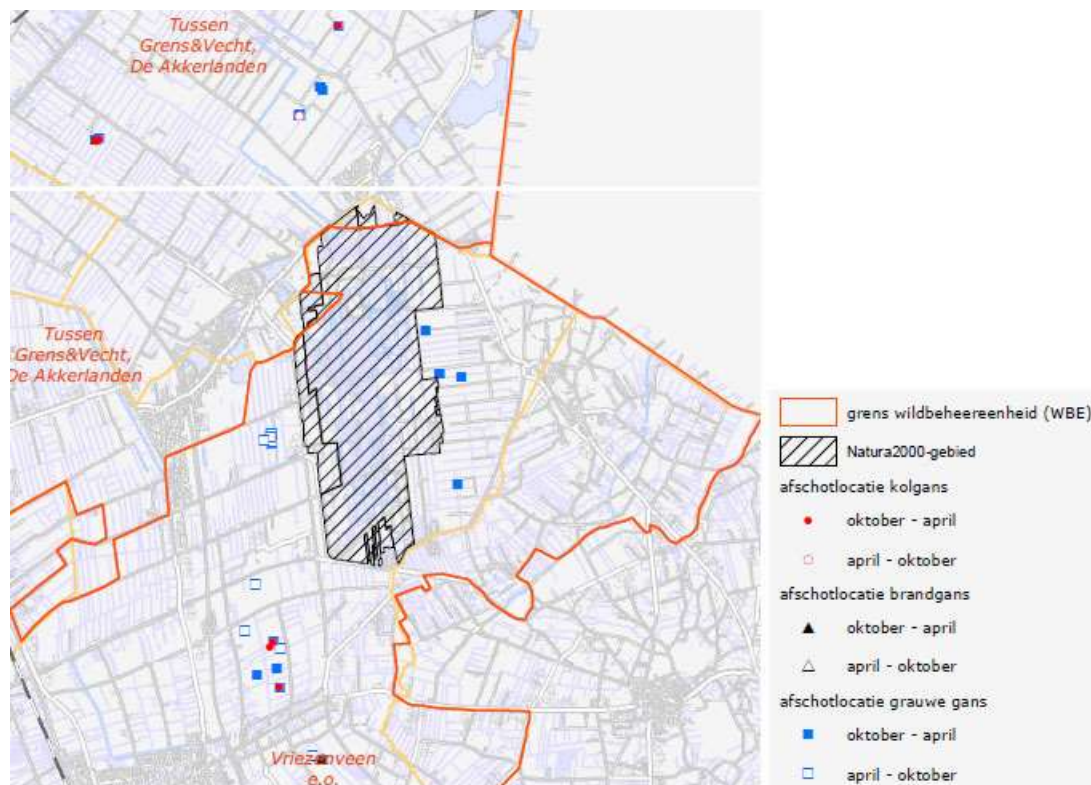 Tussen
Grens&Vecht,
De Akkerlanden
Tussen
Grens&Vecht,
De Akkerlanden
Vriezenveen
e.o.
grens wildbeheereenheid (WBE)
Natura2000-gebied
afschotlocatie kolgans
oktober - april
april - oktober
afschotlocatie brandgans
oktober - april
april - oktober
afschotlocatie grauwe gans
oktober - april
april - oktober